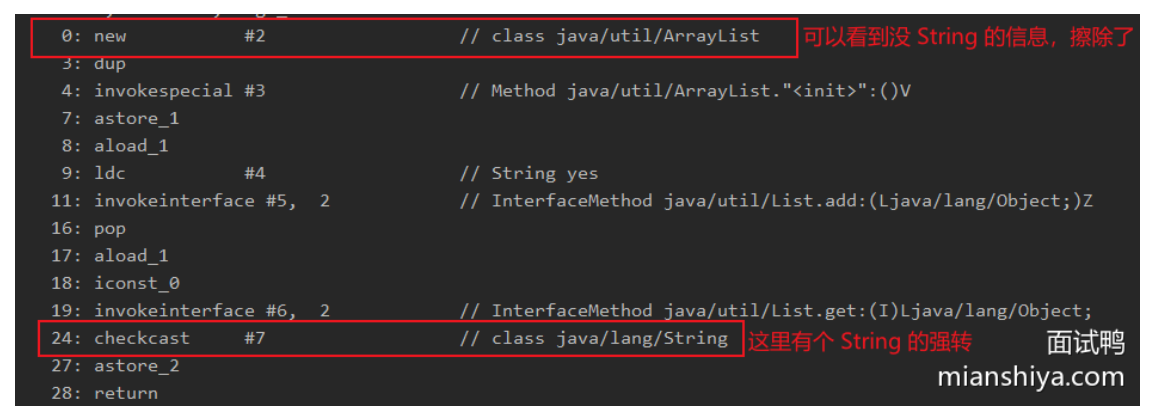 0: new #2 // class java/util/ArrayList 可以看到没 String 的信息，擦除了
3: dup
4: invokespecial #3 // Method java/util/ArrayList."<init>":()V
7: astore_1
8: aload_1
9: ldc #4 // String yes
11: invokeinterface #5, 2 // InterfaceMethod java/util/List.add:(Ljava/lang/Object;)Z
16: pop
17: aload_1
18: iconst_0
19: invokeinterface #6, 2 // InterfaceMethod java/util/List.get:(I)Ljava/lang/Object;
24: checkcast #7 // class java/lang/String 这里有个 String 的强转
27: astore_2
28: return
面试鸭
mianshiya.com